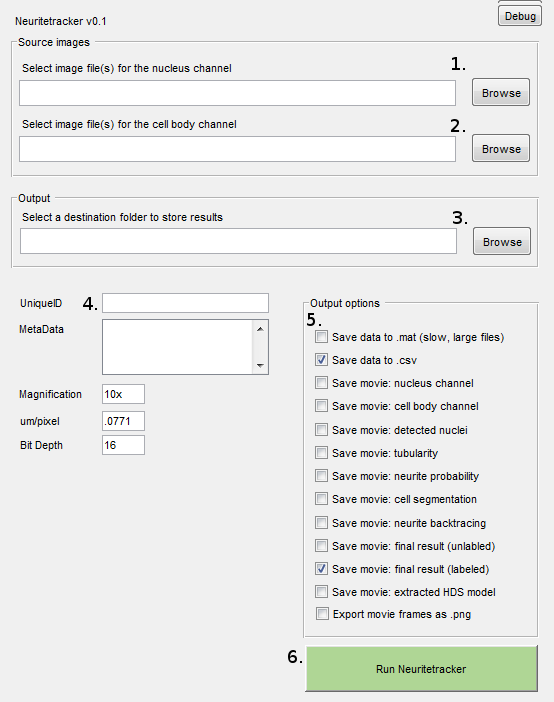 Debug
Neuritetracker v0.1
Source images
Select image file(s) for the nucleus channel
1.
Browse
Select image file(s) for the cell body channel
2.
Browse
Output
Select a destination folder to store results
3.
Browse
UniqueID
4.
MetaData
Magnification
10x
um/pixel
.0771
Bit Depth
16
Output options
5.
Save data to .mat (slow, large files)
Save data to .csv
Save movie: nucleus channel
Save movie: cell body channel
Save movie: detected nuclei
Save movie: tubularity
Save movie: neurite probability
Save movie: cell segmentation
Save movie: neurite backtracing
Save movie: final result (unlabled)
Save movie: final result (labeled)
Save movie: extracted HDS model
Export movie frames as .png
6.
Run Neuritetracker